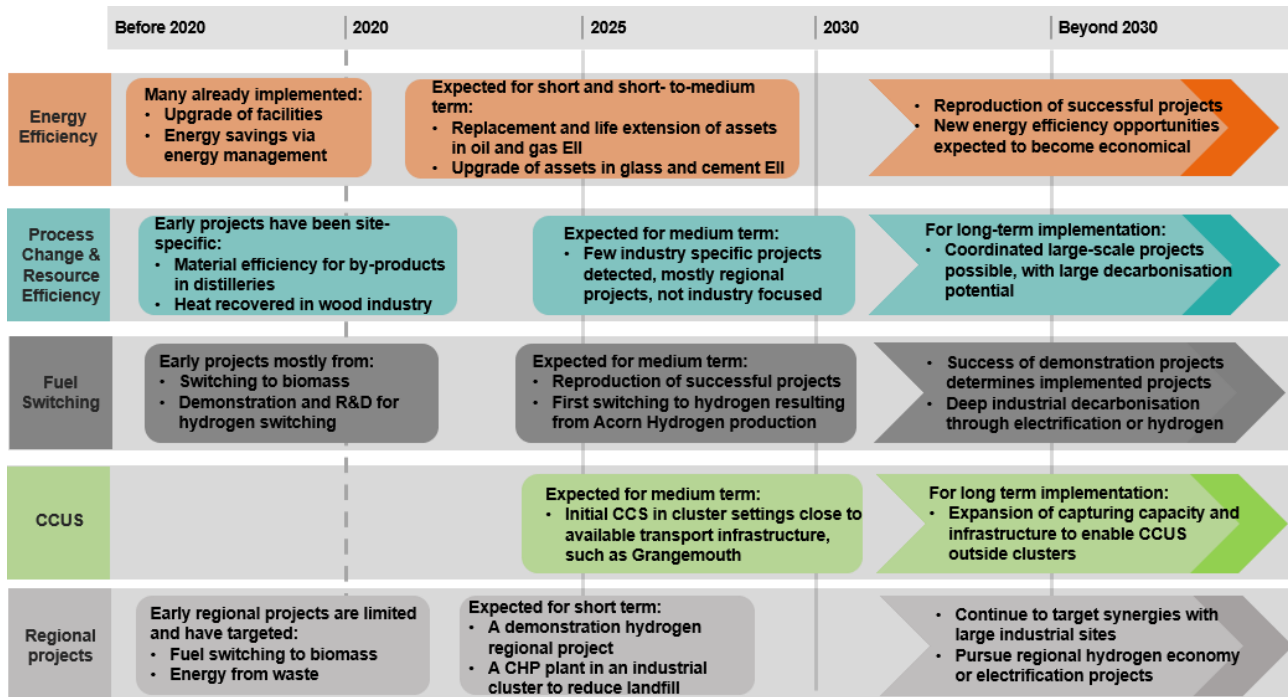 Before 2020
2020
2025
2030
Beyond 2030
Energy
Efficiency
Many already implemented:
• Upgrade of facilities
• Energy savings via
energy management
Expected for short and short- to-medium
term:
• Replacement and life extension of assets
in oil and gas EII
• Upgrade of assets in glass and cement EII
• Reproduction of successful projects
• New energy efficiency opportunities
expected to become economical
Process
Change &
Resource
Efficiency
Early projects have been site-
specific:
• Material efficiency for by-products
in distilleries
• Heat recovered in wood industry
Expected for medium term:
• Few industry specific projects
detected, mostly regional
projects, not industry focused
For long-term implementation:
• Coordinated large-scale projects
possible, with large decarbonisation
potential
Fuel
Switching
Early projects mostly from:
• Switching to biomass
• Demonstration and R&D for
hydrogen switching
Expected for medium term:
• Reproduction of successful projects
• First switching to hydrogen resulting
from Acorn Hydrogen production
• Success of demonstration projects
determines implemented projects
• Deep industrial decarbonisation
through electrification or hydrogen
CCUS
Expected for medium term:
• Initial CCS in cluster settings close to
available transport infrastructure,
such as Grangemouth
For long term implementation:
• Expansion of capturing capacity and
infrastructure to enable CCUS
outside clusters
Regional
projects
Early regional projects are limited
and have targeted:
• Fuel switching to biomass
• Energy from waste
Expected for short term:
• A demonstration hydrogen
regional project
• A CHP plant in an industrial
cluster to reduce landfill
• Continue to target synergies with
large industrial sites
• Pursue regional hydrogen economy
or electrification projects